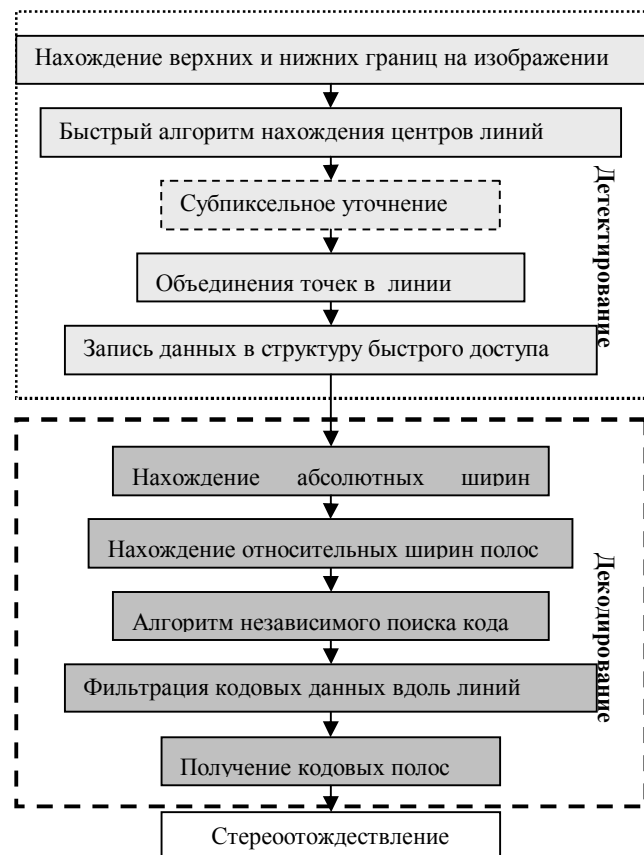 Нахождение верхних и нижних границ на изображении
Быстрый алгоритм нахождения центров линий
Субпиксельное уточнение
Объединения точек в линии
Запись данных в структуру быстрого доступа
Детектирование
Нахождение абсолютных ширин
Нахождение относительных ширин полос
Алгоритм независимого поиска кода
Фильтрация кодовых данных вдоль линий
Получение кодовых полос
Декодирование
Стереоотождествление